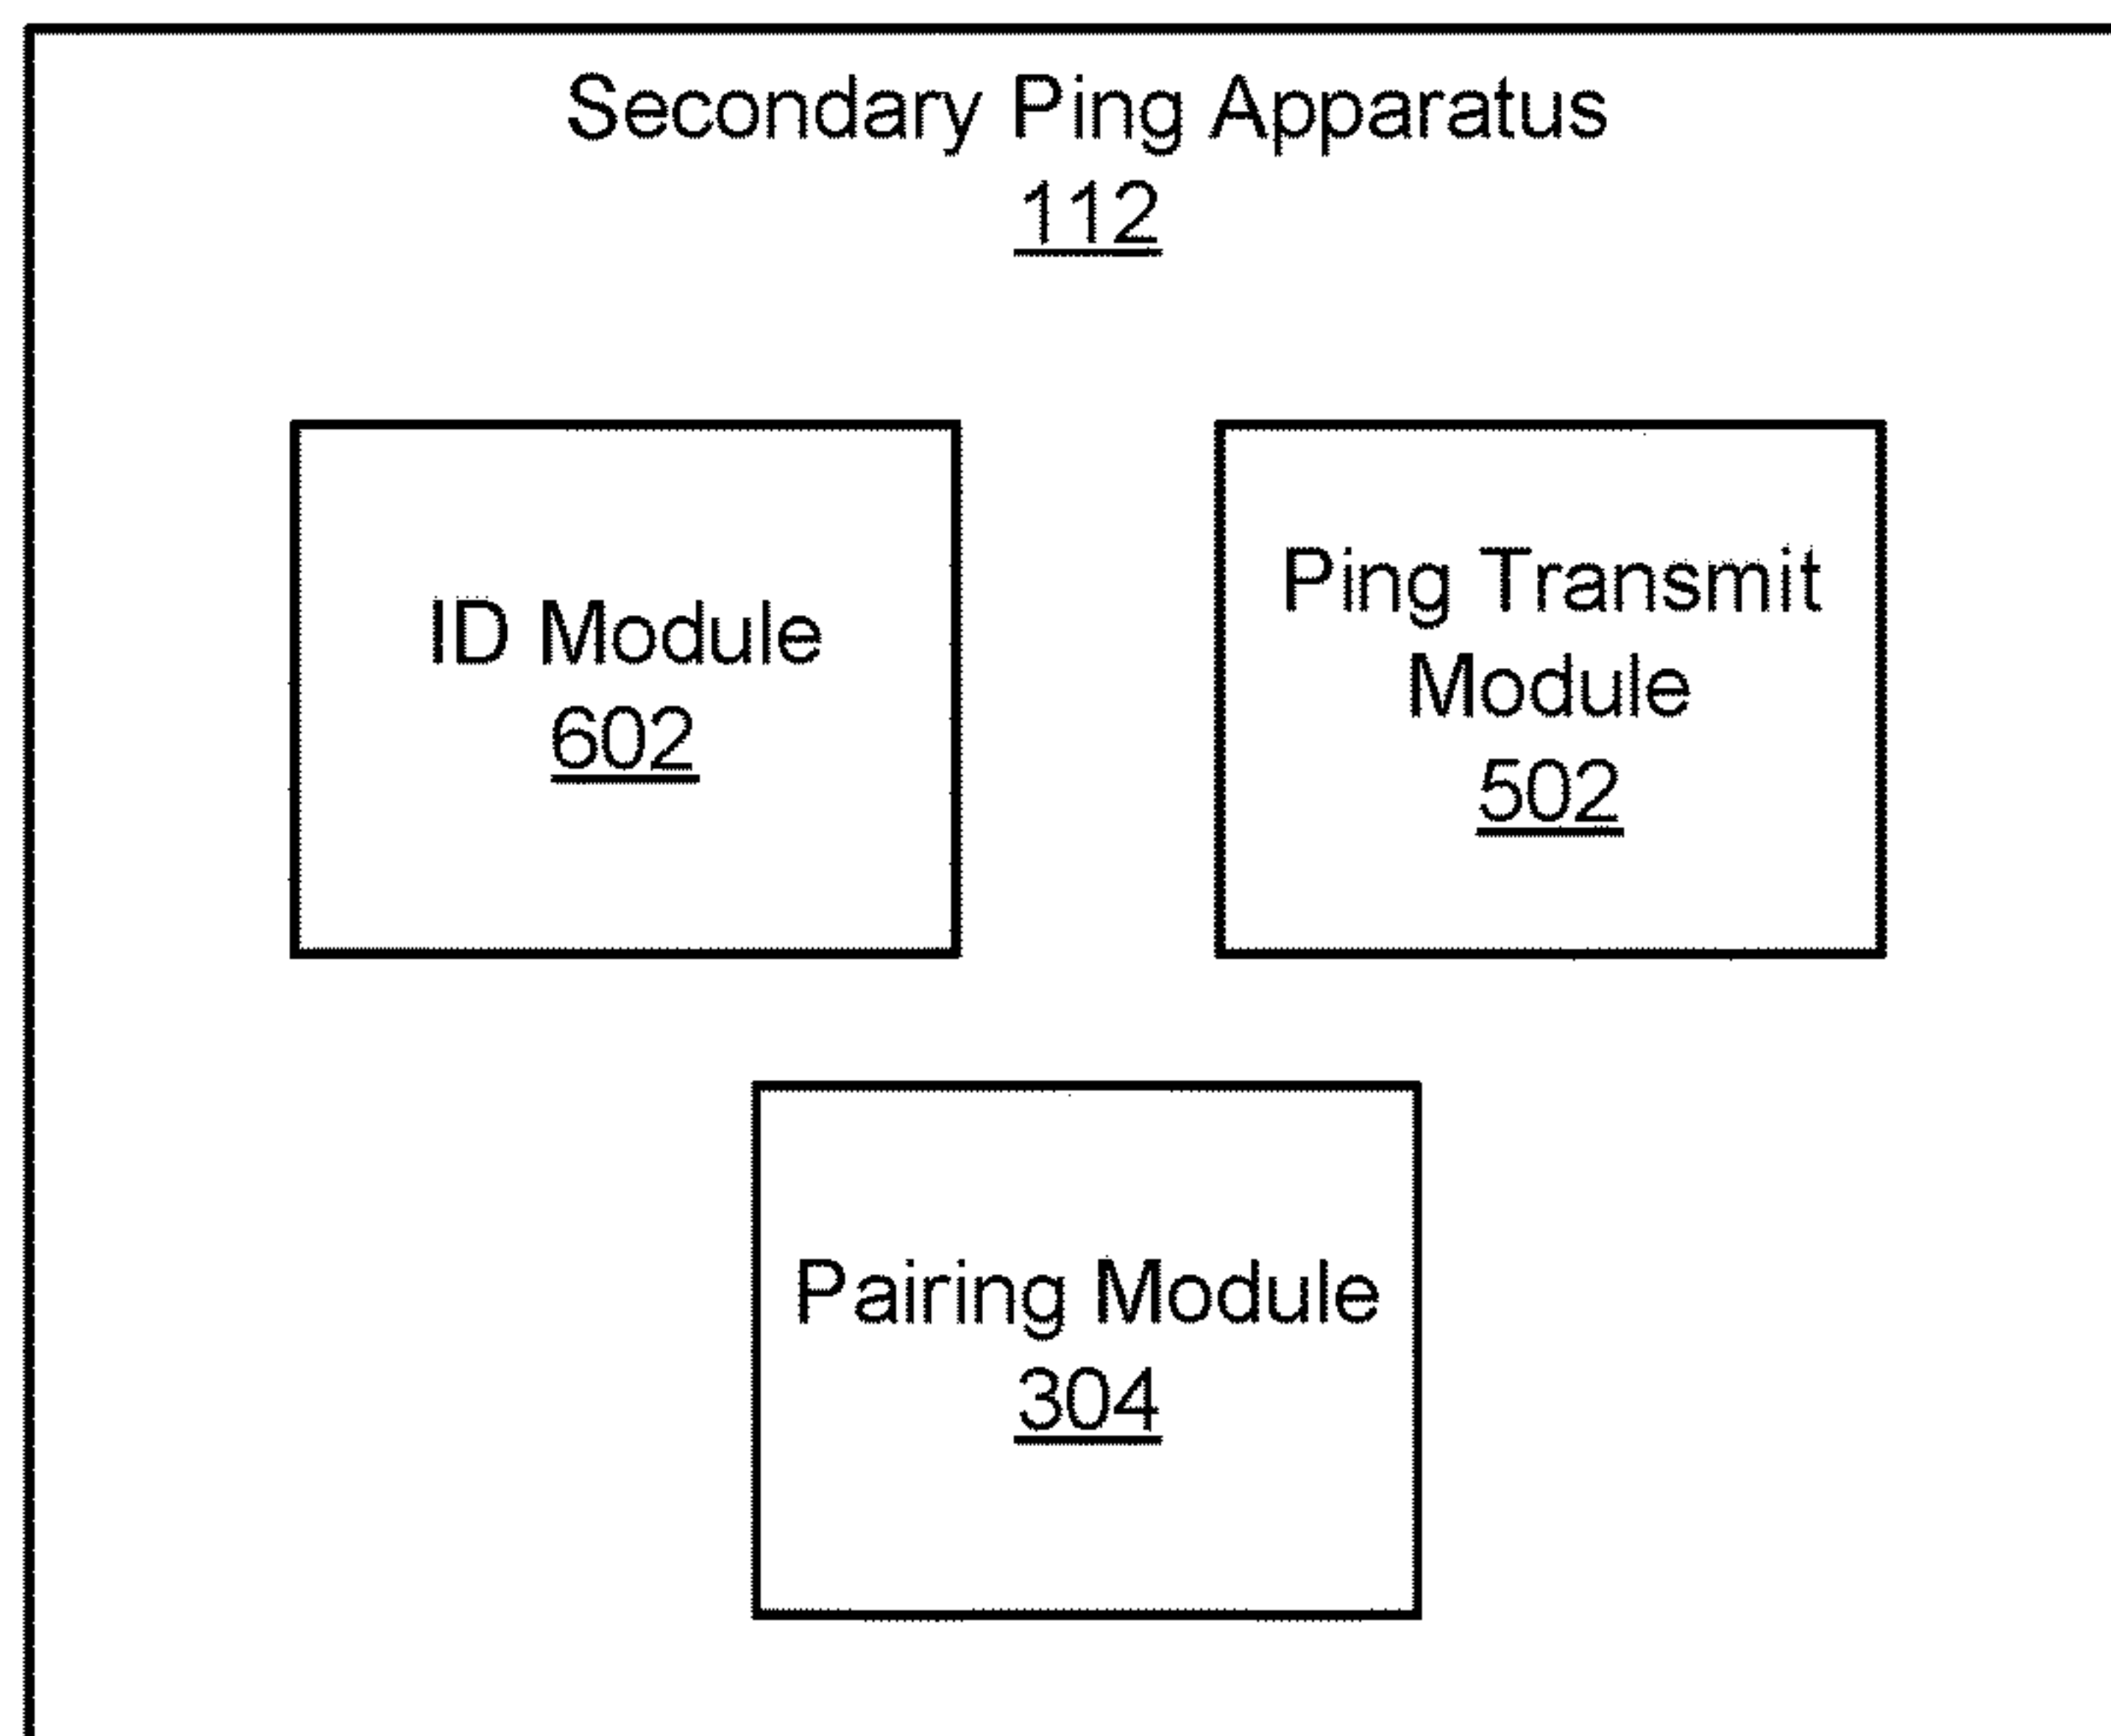 Secondary Ping Apparatus
112
ID Module
602
Ping Transmit
Module
502
Pairing Module
304